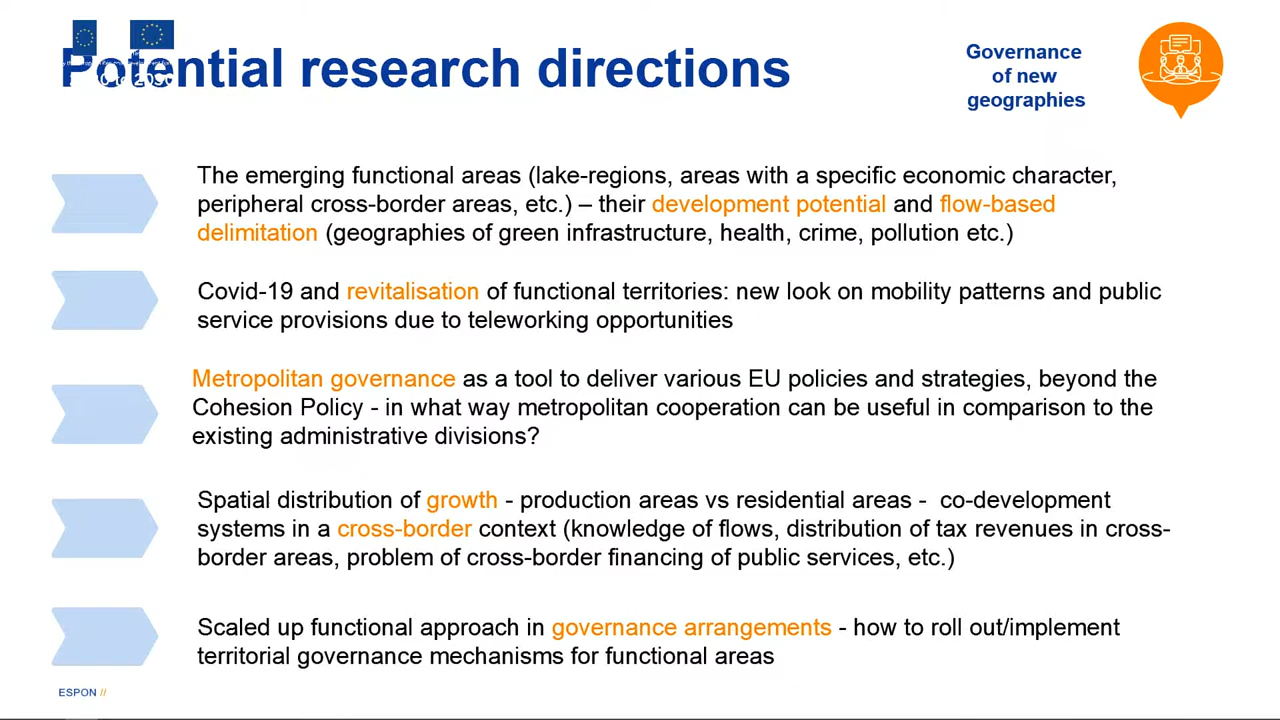 Potential research directions
Governance
of new
geographies
The emerging functional areas (lake-regions, areas with a specific economic character,
peripheral cross-border areas, etc.) – their development potential and flow-based
delimitation (geographies of green infrastructure, health, crime, pollution etc.)
Covid-19 and revitalisation of functional territories: new look on mobility patterns and public
service provisions due to teleworking opportunities
Metropolitan governance as a tool to deliver various EU policies and strategies, beyond the
Cohesion Policy - in what way metropolitan cooperation can be useful in comparison to the
existing administrative divisions?
Spatial distribution of growth - production areas vs residential areas - co-development
systems in a cross-border context (knowledge of flows, distribution of tax revenues in cross-
border areas, problem of cross-border financing of public services, etc.)
Scaled up functional approach in governance arrangements - how to roll out/implement
territorial governance mechanisms for functional areas
ESPON //